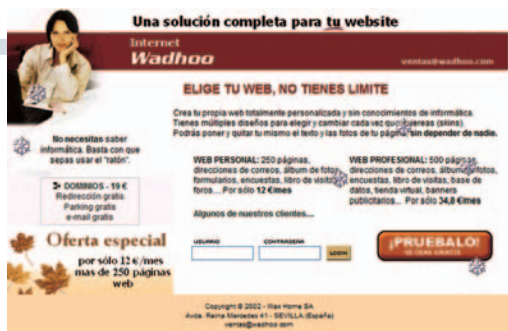 Una solución completa para tu website
Internet
Wadhoo
ventas@wadhoo.com
ELIGE TU WEB, NO TIENES LIMITE
Crea tu propia web totalmente personalizada y sin conocimientos de informática.
Tienes múltiples diseños para elegir y cambiar cada vez que quieras (skins).
Podrás poner y quitar tu mismo el texto y las fotos de tu página sin depender de nadie.
No necesitas saber
informática. Basta con que
sepas usar el "ratón".
DOMINIOS - 19 €
Redirección gratis
Parking gratis
e-mail gratis
Oferta especial
por sólo 12 € /mes
mas de 250 páginas
web
WEB PERSONAL: 250 páginas,
direcciones de correo, álbum de fotos,
formularios, encuestas, libro de visitas,
foros.... Por sólo 12 €/mes
WEB PROFESIONAL: 500 páginas,
direcciones de correo, álbum de fotos,
encuestas, libro de visitas, base de
datos, tienda virtual, banners
publicitarios... Por sólo 34,8 €/mes
Algunos de nuestros clientes....
USUARIO
CONTRASEÑA
LOGIN
¡PRUEBALO!
Copyright © 2002 - Wax Home SA
Avda. Reina Mercedes 41 - SEVILLA (España)
ventas@wadhoo.com